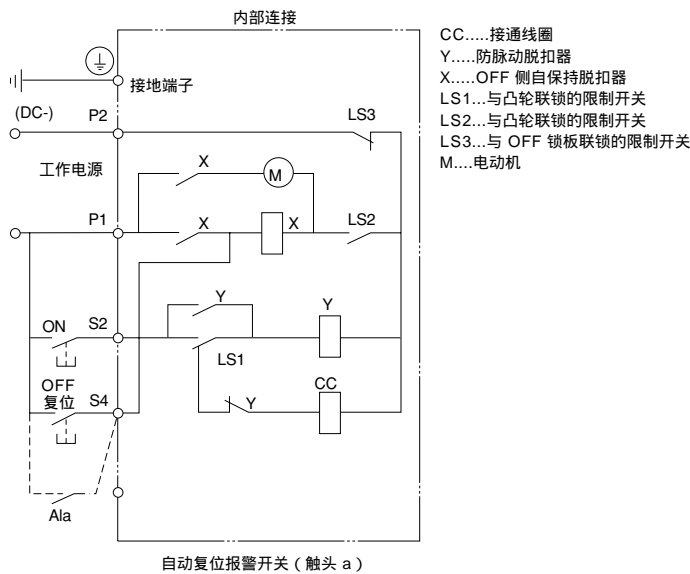 内部连接
接地端子
(DC-)
P2
LS3
工作电源
X
M
P1
X
X
LS2
Y
Y
ON
S2
LS1
OFF
复位
S4
CC
Y
Ala
自动复位报警开关（触头 a）
CC.....接通线圈
Y.....防脉动脱扣器
X.....OFF 侧自保持脱扣器
LS1...与凸轮联锁的限制开关
LS2...与凸轮联锁的限制开关
LS3...与 OFF 锁板联锁的限制开关
M....电动机